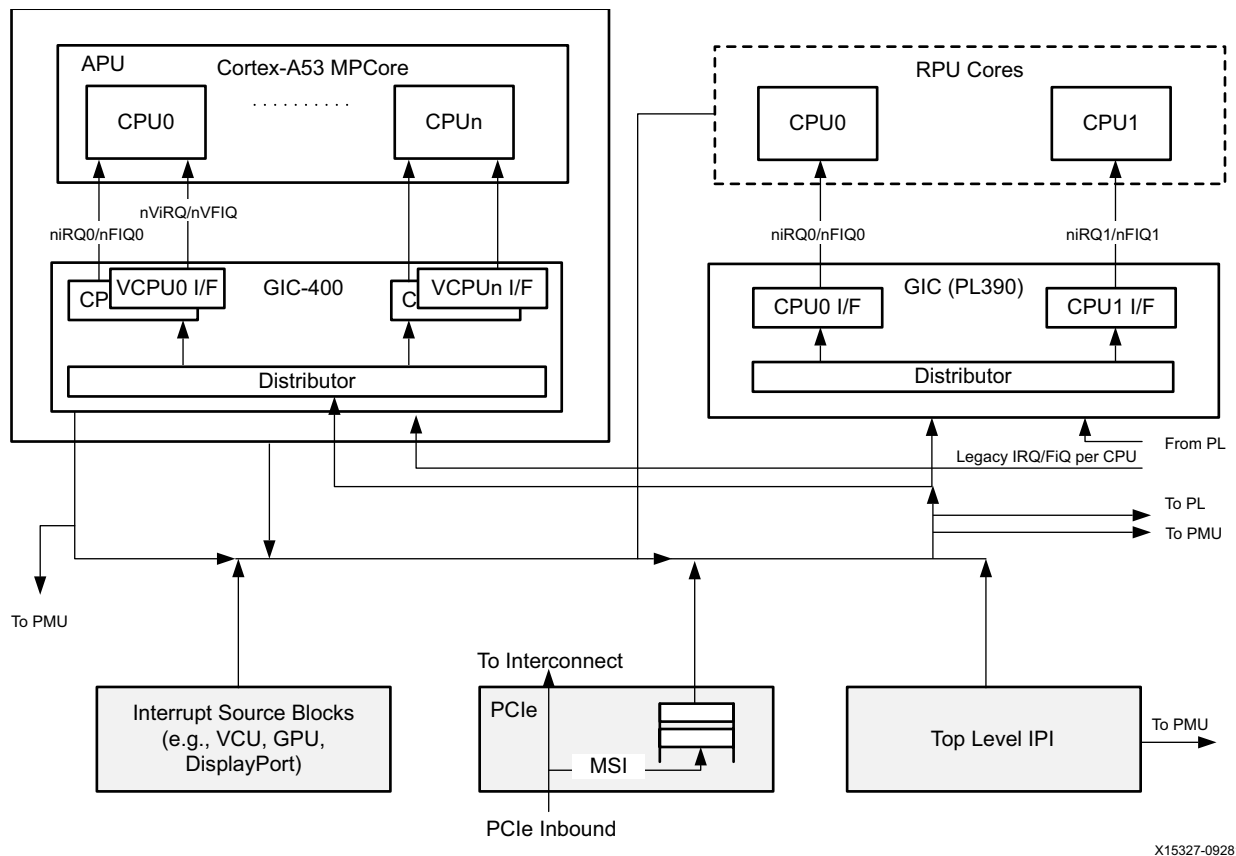 APU
Cortex-A53 MPCore
CPU0
. . . . . . . . . .
CPUn
nViRQ/nVFIQ
niRQ0/nFIQ0
CP
VCPU0 I/F
GIC-400
C
VCPUn I/F
Distributor
RPU Cores
CPU0
CPU1
niRQ0/nFIQ0
niRQ1/nFIQ1
GIC (PL390)
CPU0 I/F
CPU1 I/F
Distributor
From PL
Legacy IRQ/FiQ per CPU
To PL
To PMU
To PMU
Interrupt Source Blocks
(e.g., VCU, GPU,
DisplayPort)
To Interconnect
PCIe
MSI
PCIe Inbound
Top Level IPI
To PMU
X15327-0928